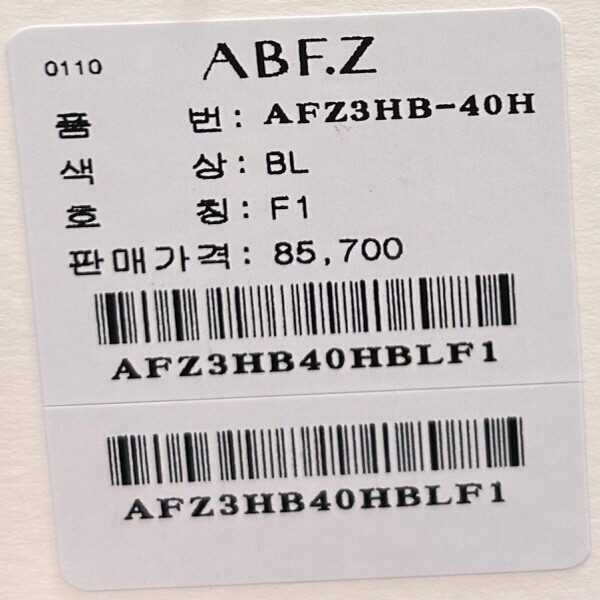 0110 ABF.Z
품 번 : AFZ3HB-40H
색 상 : BL
호 칭 : F1
판매가격 : 85,700
AFZ3HB40HBLF1
AFZ3HB40HBLF1